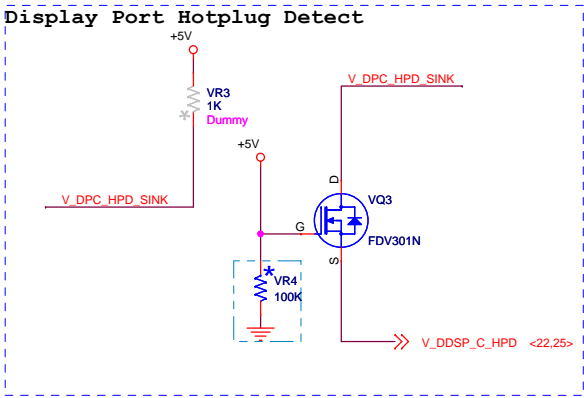 Display Port Hotplug Detect
+5V
V_DPC_HPD_SINK
VR3
1K
Dummy
+5V
D
V_DPC_HPD_SINK
VQ3
G
FDV301N
S
*
VR4
100K
V_DDSP_C_HPD <22,25>
*